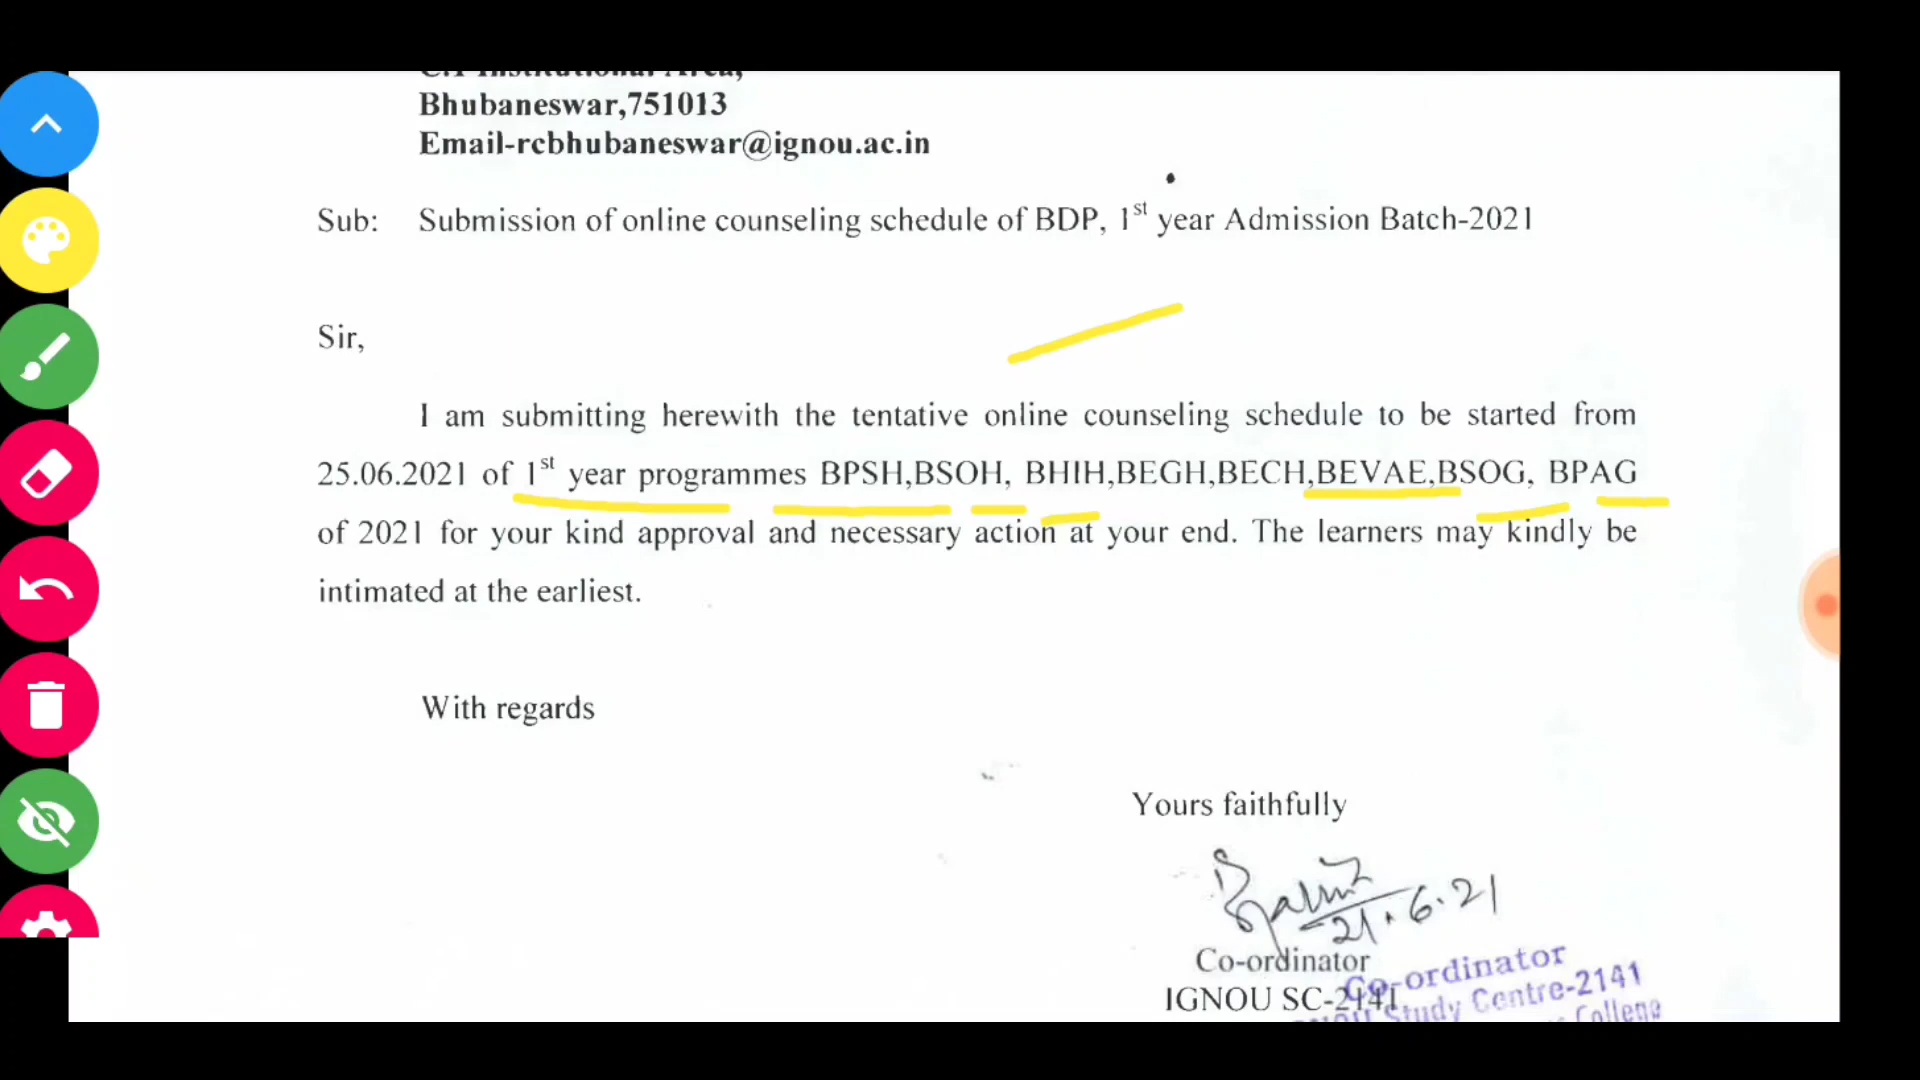 C.I Institutional Area,
Bhubaneswar,751013
Email-rcbhubaneswar@ignou.ac.in
Sub: Submission of online counseling schedule of BDP, 1st year Admission Batch-2021
Sir,
I am submitting herewith the tentative online counseling schedule to be started from
25.06.2021 of 1st year programmes BPSH,BSOH, BHIH,BEGH,BECH,BEVAE,BSOG, BPAG
of 2021 for your kind approval and necessary action at your end. The learners may kindly be
intimated at the earliest.
With regards
Yours faithfully
21.6.21
Co-ordinator
IGNOU SC-2141
Co-ordinator
Study Centre-2141
College